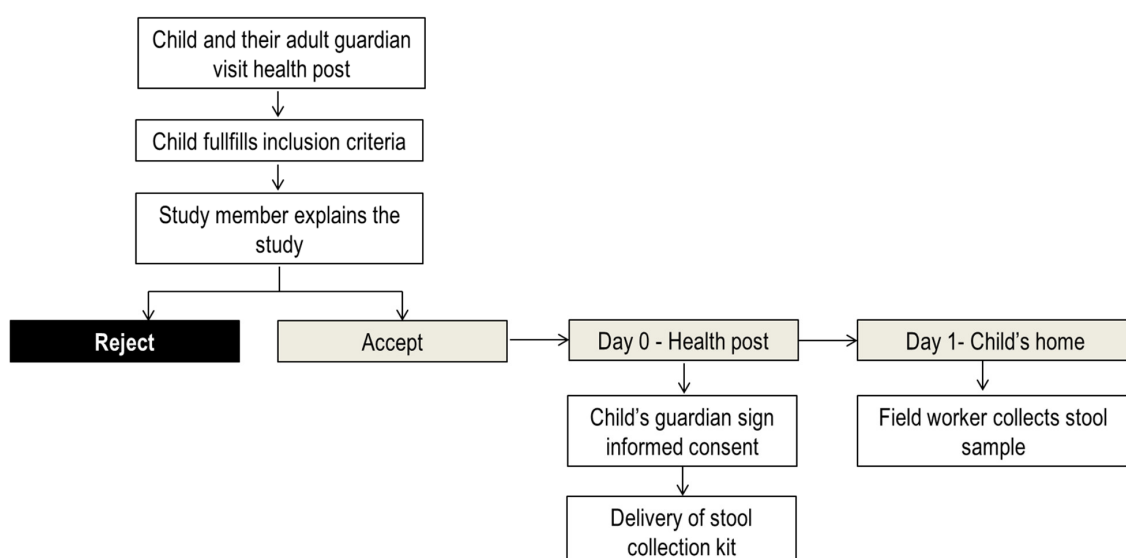 Child and their adult guardian
visit health post
Child fullfills inclusion criteria
Study member explains the
study
Reject
Accept
Day 0 - Health post
Day 1- Child's home
Child's guardian sign
informed consent
Field worker collects stool
sample
Delivery of stool
collection kit